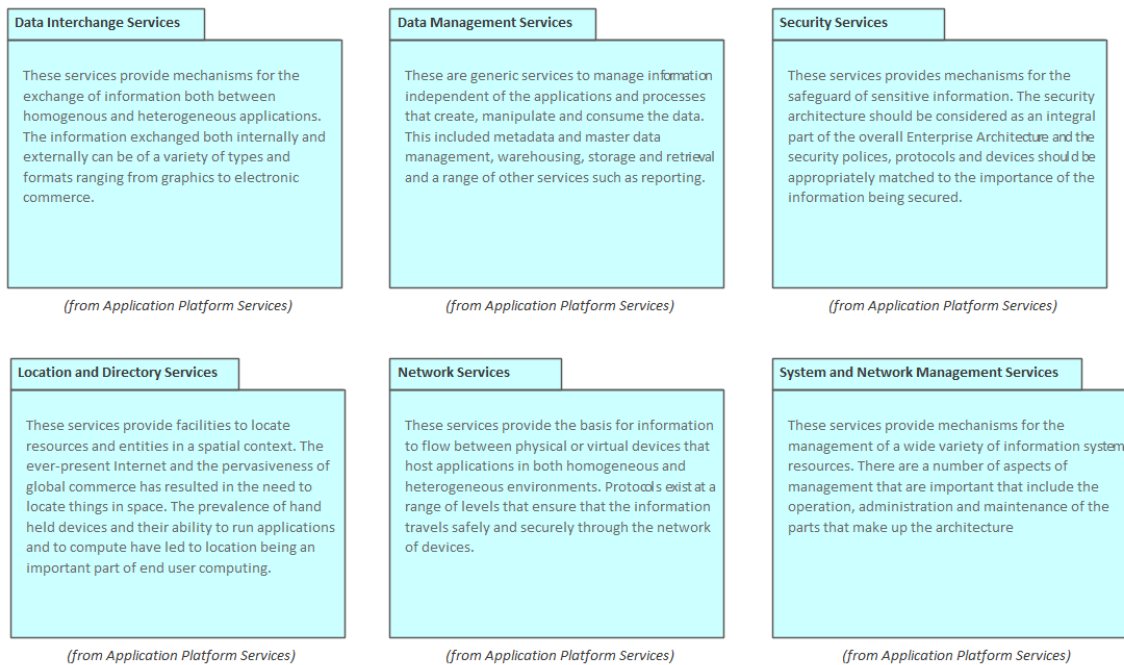 Data Interchange Services
These services provide mechanisms for the
exchange of information both between
homogenous and heterogeneous applications.
The information exchanged both internally and
externally can be of a variety of types and
formats ranging from graphics to electronic
commerce.
(from Application Platform Services)
Data Management Services
These are generic services to manage information
independent of the applications and processes
that create, manipulate and consume the data.
This included metadata and master data
management, warehousing, storage and retrieval
and a range of other services such as reporting.
(from Application Platform Services)
Security Services
These services provides mechanisms for the
safeguard of sensitive information. The security
architecture should be considered as an integral
part of the overall Enterprise Architecture and the
security polices, protocols and devices should be
appropriately matched to the importance of the
information being secured.
(from Application Platform Services)
Location and Directory Services
These services provide facilities to locate
resources and entities in a spatial context. The
ever-present Internet and the pervasiveness of
global commerce has resulted in the need to
locate things in space. The prevalence of hand
held devices and their ability to run applications
and to compute have led to location being an
important part of end user computing.
(from Application Platform Services)
Network Services
These services provide the basis for information
to flow between physical or virtual devices that
host applications in both homogeneous and
heterogeneous environments. Protocols exist at a
range of levels that ensure that the information
travels safely and securely through the network
of devices.
(from Application Platform Services)
System and Network Management Services
These services provide mechanisms for the
management of a wide variety of information system
resources. There are a number of aspects of
management that are important that include the
operation, administration and maintenance of the
parts that make up the architecture
(from Application Platform Services)